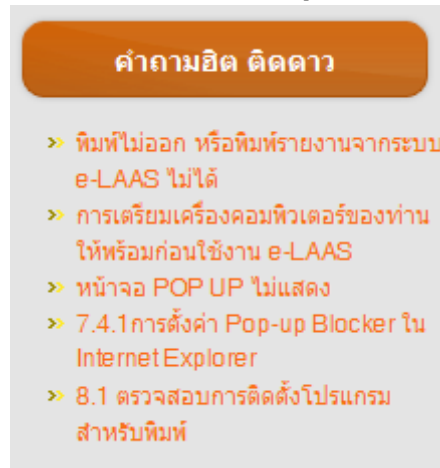 คำถามฮิต ติดดาว
พิมพ์ไม่ออก หรือพิมพ์รายงานจากระบบ
e-LAAS ไม่ได้
การเตรียมเครื่องคอมพิวเตอร์ของท่าน
ให้พร้อมก่อนใช้งาน e-LAAS
หน้าจอ POP UP ไม่แสดง
7.4.1การตั้งค่า Pop-up Blocker ใน
Internet Explorer
8.1 ตรวจสอบการติดตั้งโปรแกรม
สำหรับพิมพ์